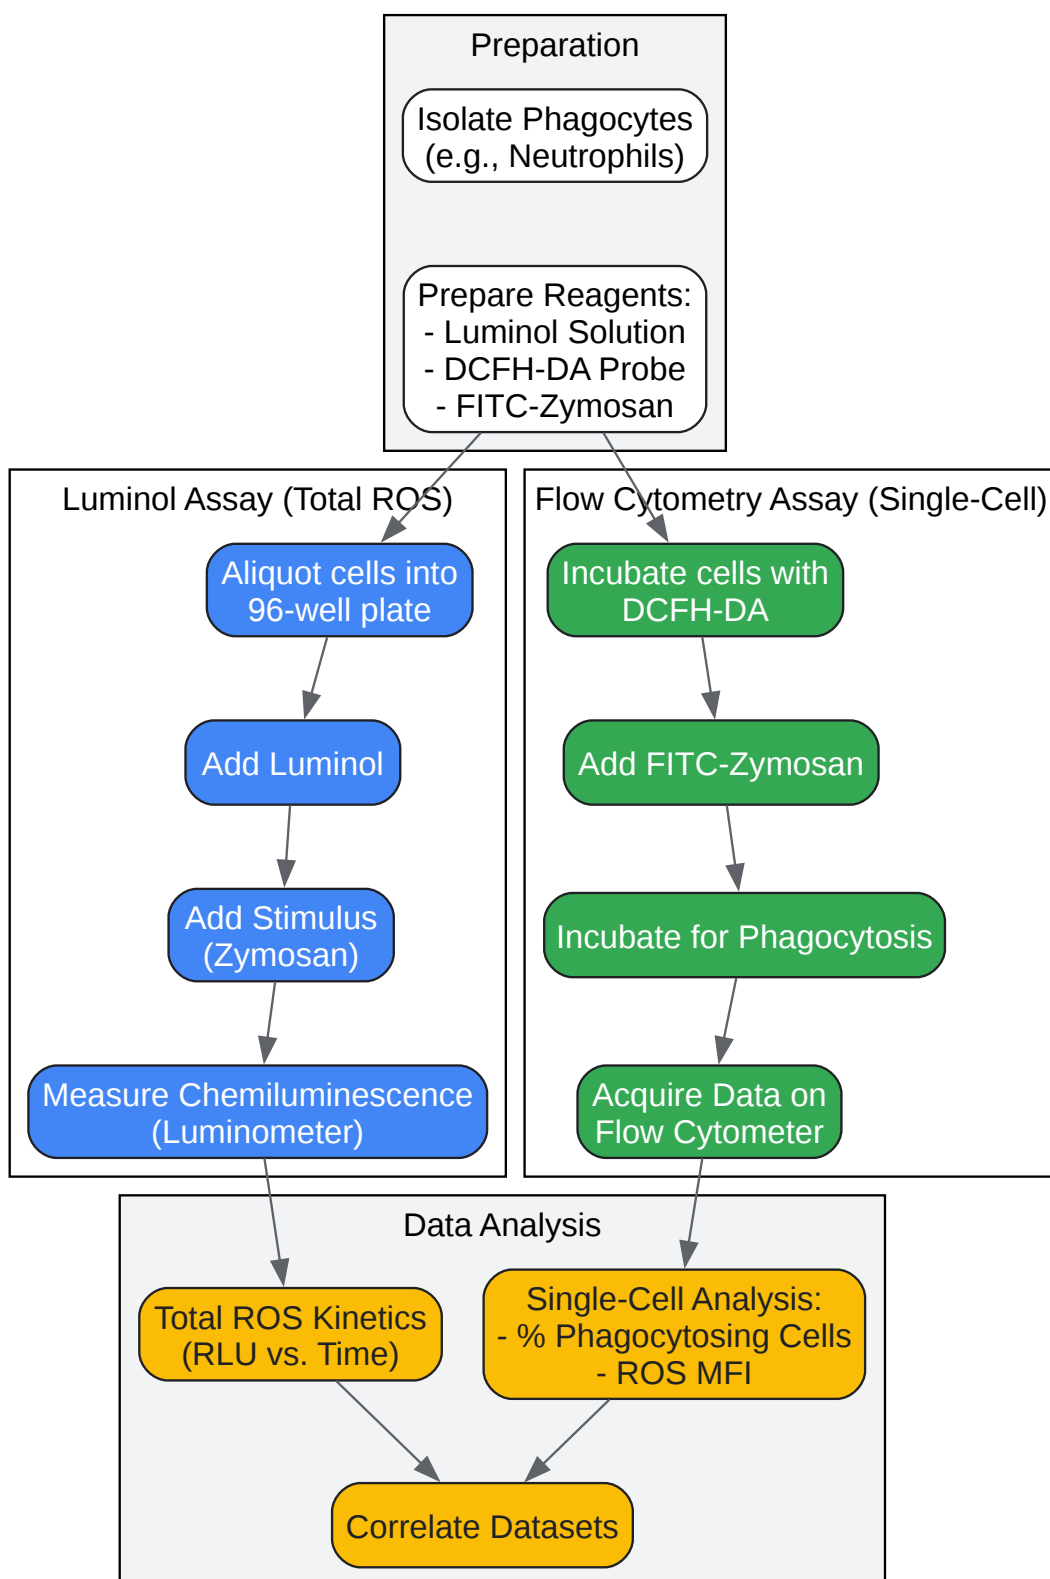 Preparation
Isolate Phagocytes
(e.g., Neutrophils)
Prepare Reagents:
- Luminol Solution
- DCFH-DA Probe
- FITC-Zymosan
Luminol Assay (Total ROS)
Aliquot cells into
96-well plate
Add Luminol
Add Stimulus
(Zymosan)
Measure Chemiluminescence
(Luminometer)
Flow Cytometry Assay (Single-Cell)
Incubate cells with
DCFH-DA
Add FITC-Zymosan
Incubate for Phagocytosis
Acquire Data on
Flow Cytometer
Data Analysis
Total ROS Kinetics
(RLU vs. Time)
Single-Cell Analysis:
- % Phagocytosing Cells
- ROS MFI
Correlate Datasets